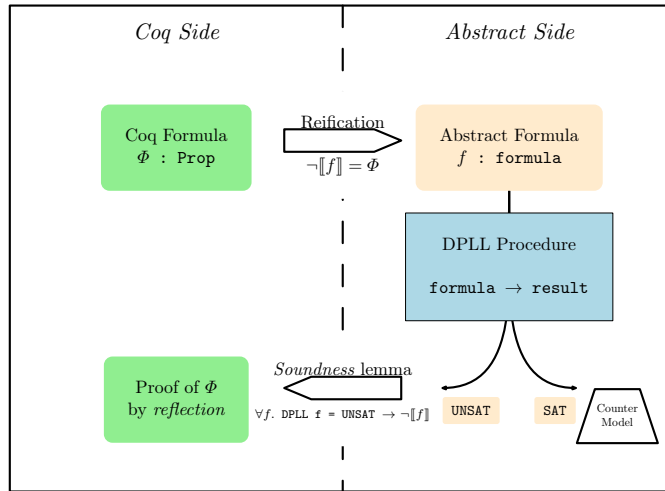 Coq Side
Abstract Side
Coq Formula
Φ : Prop
Reification
¬⟦f⟧ = Φ
Abstract Formula
f : formula
DPLL Procedure
formula → result
Proof of Φ
by reflection
Soundness lemma
∀f. DPLL f = UNSAT → ¬⟦f⟧
UNSAT
SAT
Counter
Model